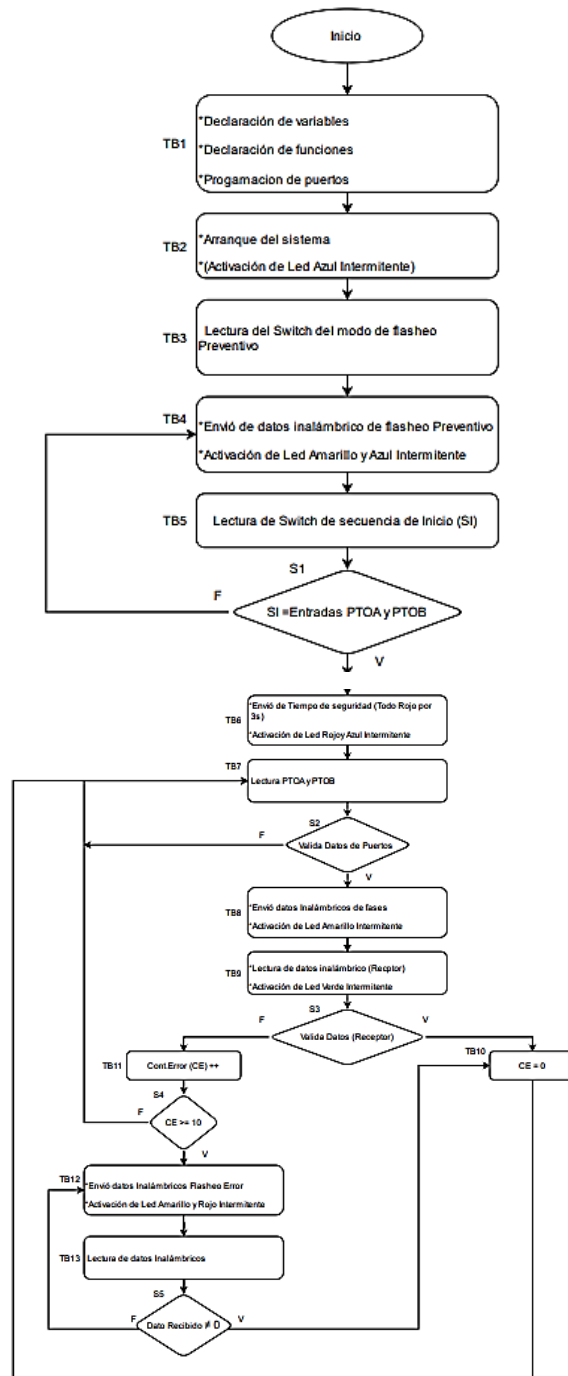 Inicio
TB1
*Declaración de variables
*Declaración de funciones
*Progamacion de puertos
TB2
*Arranque del sistema
*(Activación de Led Azul Intermitente)
TB3
Lectura del Switch del modo de flasheo
Preventivo
TB4
*Envió de datos inalámbrico de flasheo Preventivo
*Activación de Led Amarillo y Azul Intermitente
TB5
Lectura de Switch de secuencia de Inicio (SI)
S1
F
SI =Entradas PTOA y PTOB
V
TB6
*Envió de Tiempo de seguridad (Todo Rojo por
3s)
*Activación de Led Rojo y Azul Intermitente
TB7
Lectura PTOA y PTOB
S2
F
Valida Datos de Puertos
V
TB8
*Envió datos Inalámbricos de fases
*Activación de Led Amarillo Intermitente
TB9
*Lectura de datos inalámbrico (Recptor)
*Activación de Led Verde Intermitente
S3
F
Valida Datos (Receptor)
V
TB11
Cont.Error (CE) ++
TB10
CE = 0
S4
F
CE >= 10
V
TB12
*Envió datos Inalámbricos Flasheo Error
*Activación de Led Amarillo y Rojo Intermitente
TB13
Lectura de datos Inalámbricos
S5
F
Dato Recibido ≠ 0
V